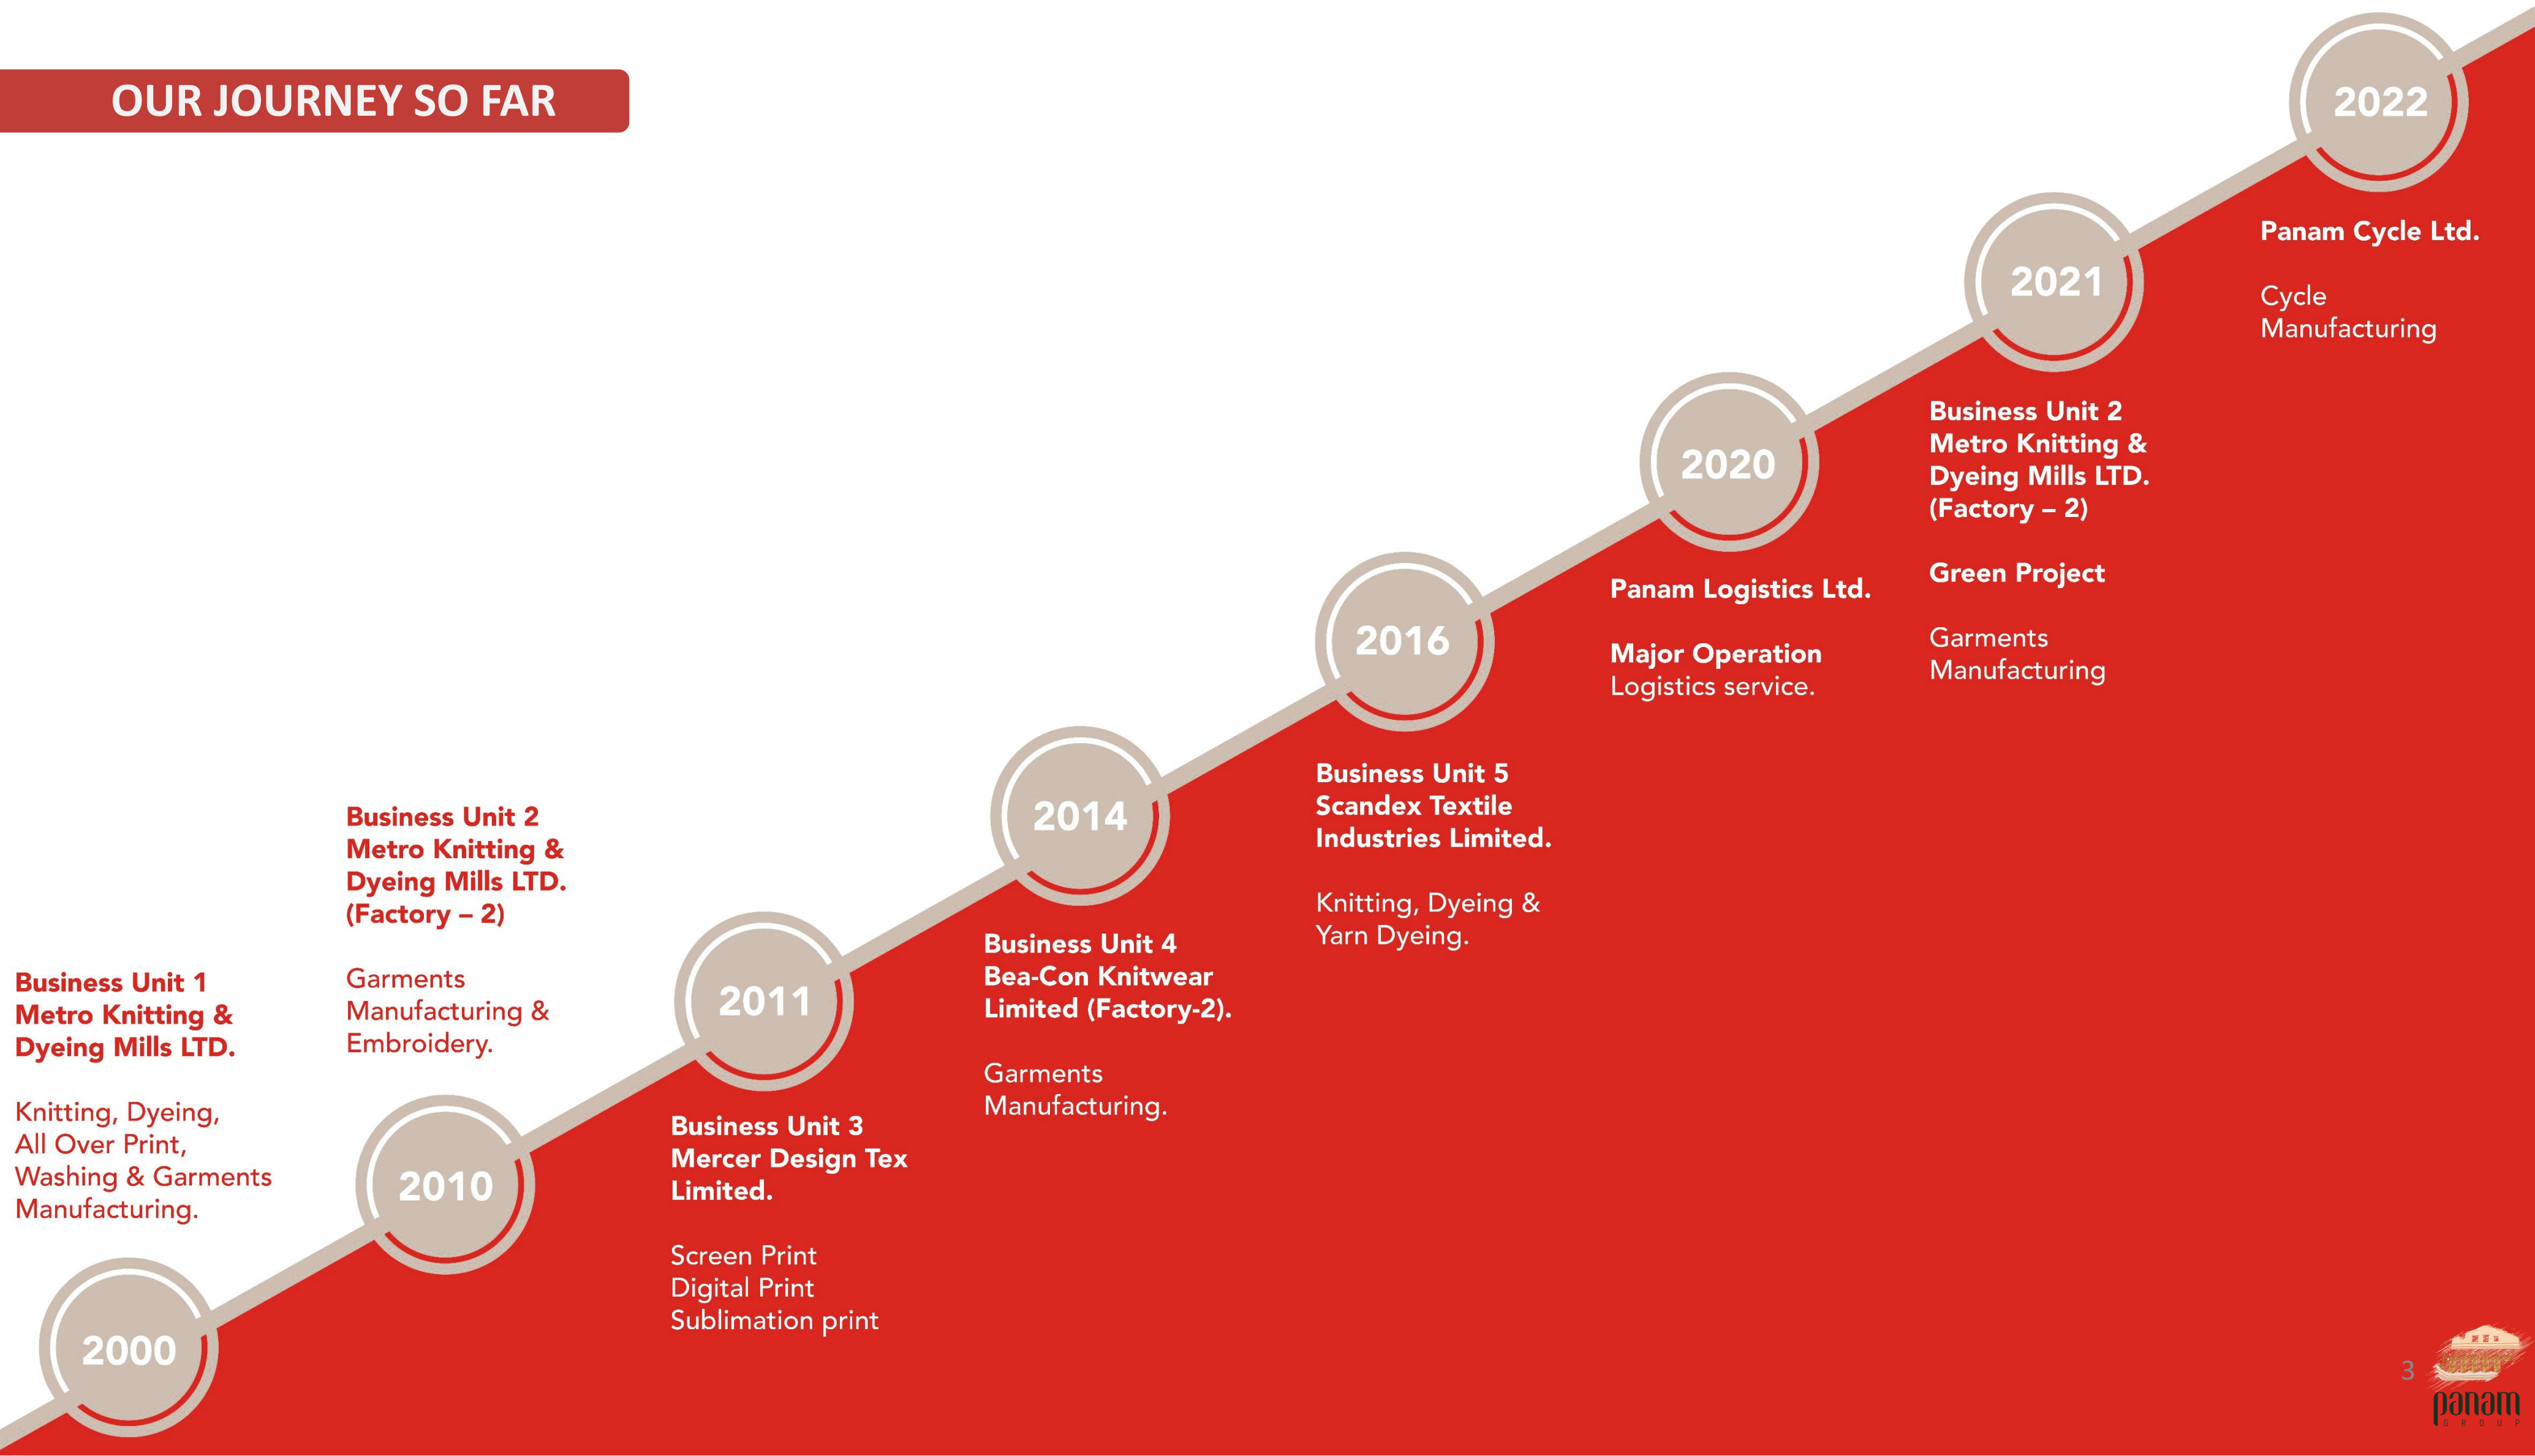 OUR JOURNEY SO FAR
2000
Business Unit 1
Metro Knitting &
Dyeing Mills LTD.
Knitting, Dyeing,
All Over Print,
Washing & Garments
Manufacturing.
2010
Business Unit 2
Metro Knitting &
Dyeing Mills LTD.
(Factory – 2)
Garments
Manufacturing &
Embroidery.
2011
Business Unit 3
Mercer Design Tex
Limited.
Screen Print
Digital Print
Sublimation print
2014
Business Unit 4
Bea-Con Knitwear
Limited (Factory-2).
Garments
Manufacturing.
2016
Business Unit 5
Scandex Textile
Industries Limited.
Knitting, Dyeing &
Yarn Dyeing.
2020
Panam Logistics Ltd.
Major Operation
Logistics service.
2021
Business Unit 2
Metro Knitting &
Dyeing Mills LTD.
(Factory – 2)
Green Project
Garments
Manufacturing
2022
Panam Cycle Ltd.
Cycle
Manufacturing
3
panam
GROUP